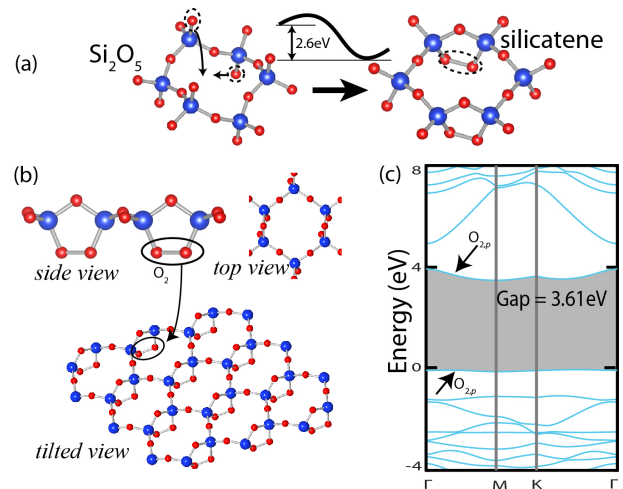 (a)
Si₂O₅
2.6eV
silicatene
(b)
side view
O₂
top view
tilted view
(c)
Energy (eV)
8
4
0
−4
O₂,ₚ
Gap = 3.61eV
O₂,ₚ
Γ M K Γ